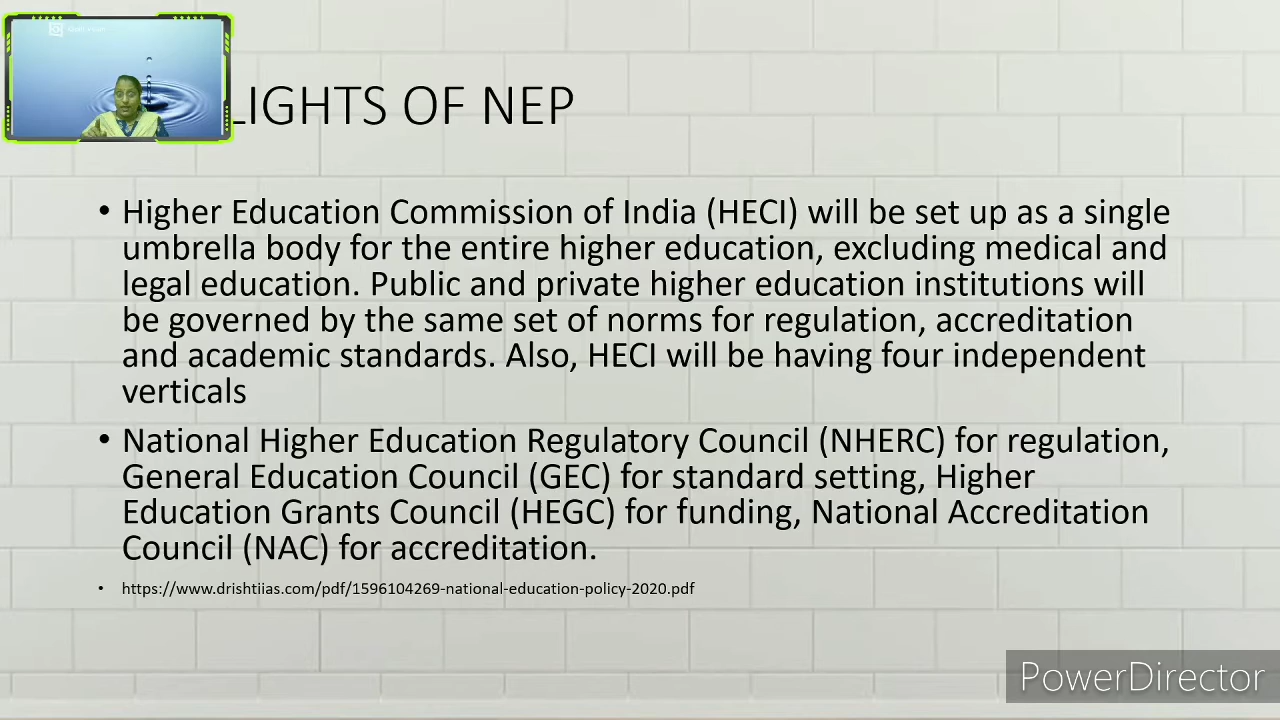 LIGHTS OF NEP
• Higher Education Commission of India (HECI) will be set up as a single
umbrella body for the entire higher education, excluding medical and
legal education. Public and private higher education institutions will
be governed by the same set of norms for regulation, accreditation
and academic standards. Also, HECI will be having four independent
verticals
• National Higher Education Regulatory Council (NHERC) for regulation,
General Education Council (GEC) for standard setting, Higher
Education Grants Council (HEGC) for funding, National Accreditation
Council (NAC) for accreditation.
• https://www.drishtiias.com/pdf/1596104269-national-education-policy-2020.pdf
PowerDirector